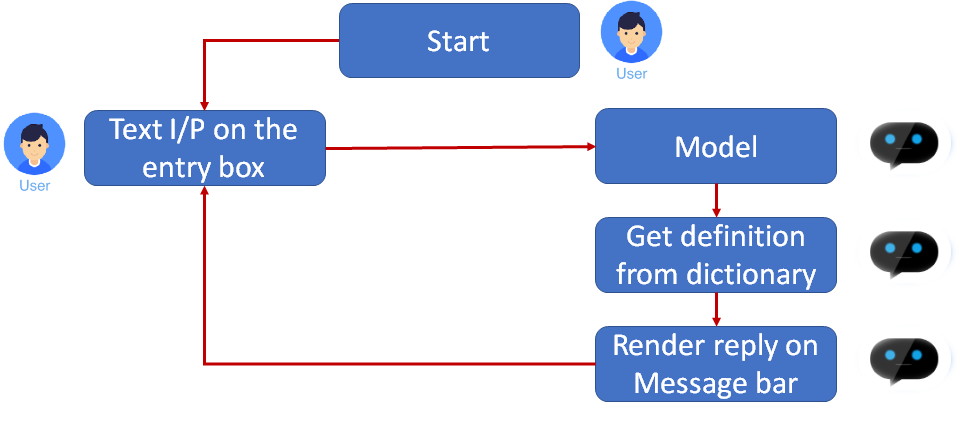 Start
User
Text I/P on the
entry box
User
Model
Get definition
from dictionary
Render reply on
Message bar